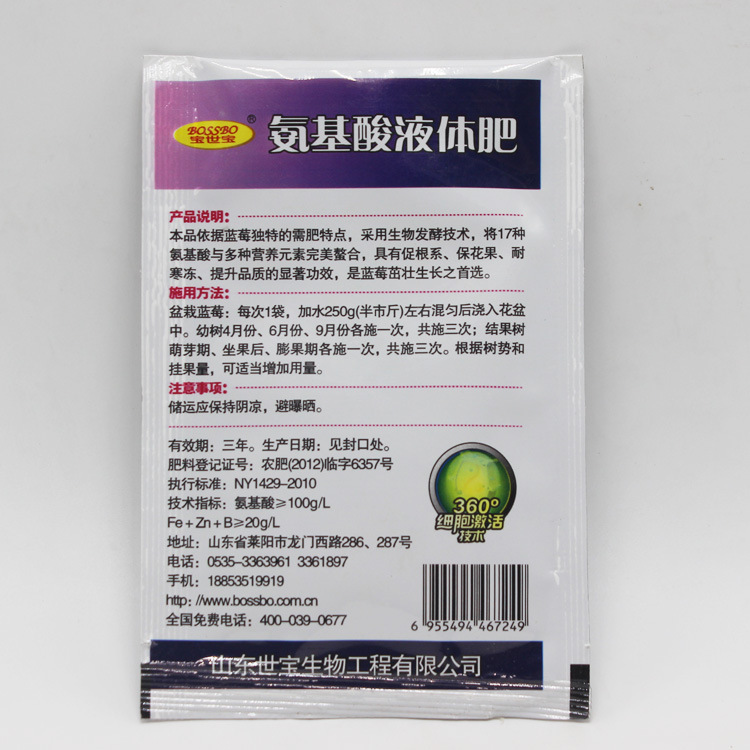 BOSSBO
宝世宝
®
氨基酸液体肥
产品说明：
本品依据蓝莓独特的需肥特点，采用生物发酵技术，将17种
氨基酸与多种营养元素完美螯合，具有促根系、保花果、耐
寒冻、提升品质的显著功效，是蓝莓茁壮生长之首选。
施用方法：
盆栽蓝莓：每次1袋，加水250g(半市斤)左右混匀后浇入花盆
中。幼树4月份、6月份、9月份各施一次，共施三次；结果树
萌芽期、坐果后、膨果期各施一次，共施三次。根据树势和
挂果量，可适当增加用量。
注意事项：
储运应保持阴凉，避曝晒。
有效期：三年。生产日期：见封口处。
肥料登记证号：农肥(2012)临字6357号
执行标准：NY1429-2010
技术指标：氨基酸≥100g/L
Fe+Zn+B≥20g/L
地址：山东省莱阳市龙门西路286、287号
电话：0535-3363961 3361897
手机：18853519919
http://www.bossbo.com.cn
全国免费电话：400-039-0677
360°
细胞激活
技术
6 955494 467249
山东世宝生物工程有限公司